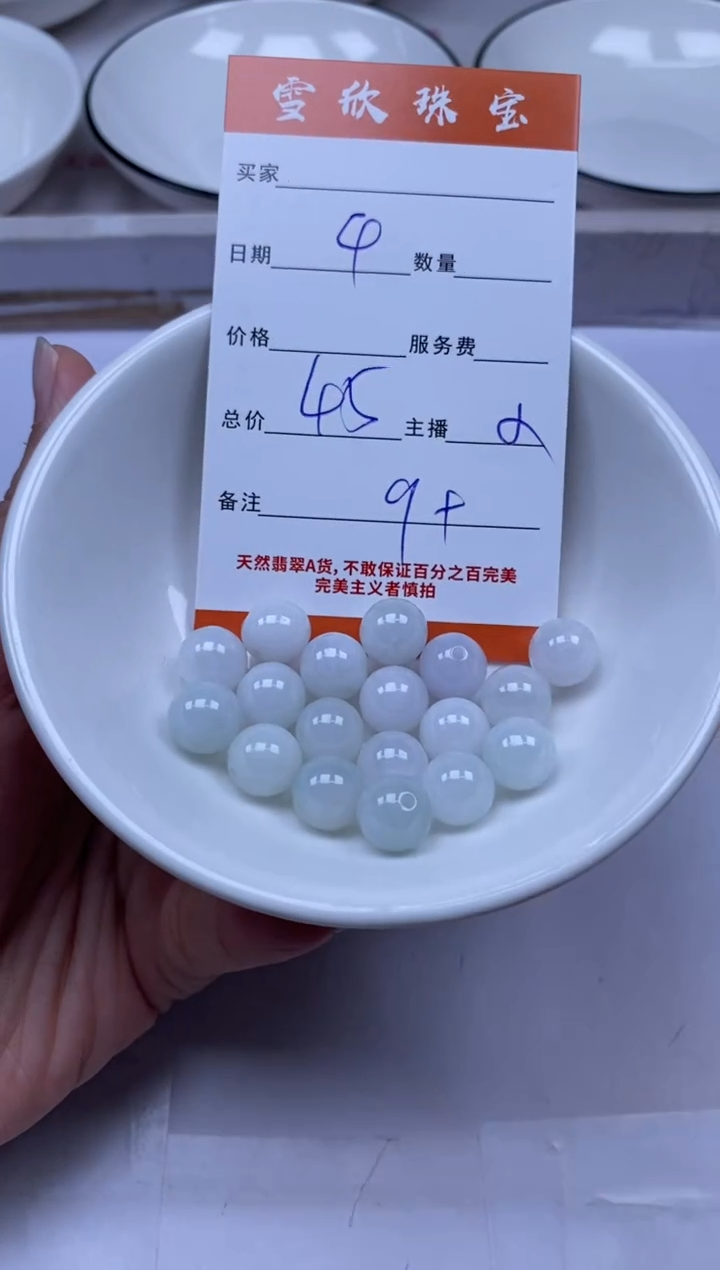 雪欣珠宝
买家
日期 4 数量
价格 服务费
总价 45 主播
备注 9+
天然翡翠A货，不敢保证百分之百完美
完美主义者慎拍